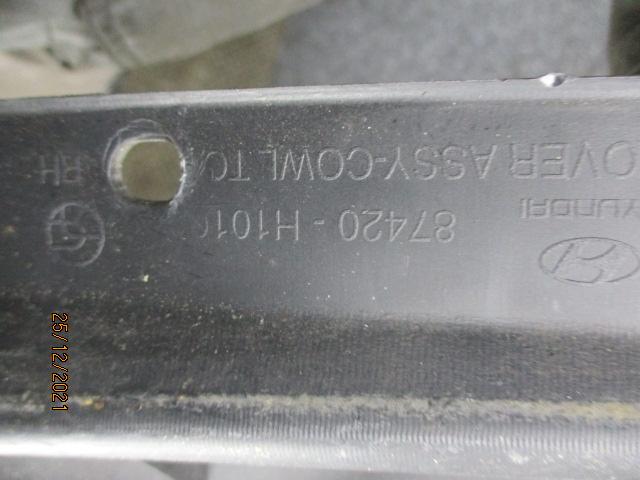 HYUNDAI
OVER ASSY-COWL TO
RH
87420 - H101
25/12/2021